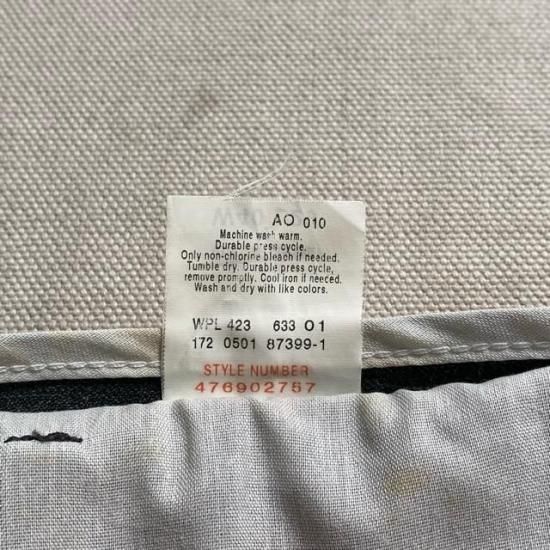 AO 010
Machine wash warm.
Durable press cycle.
Only non-chlorine bleach if needed.
Tumble dry. Durable press cycle,
remove promptly. Cool iron if needed.
Wash and dry with like colors.
WPL 423 633 01
172 0501 87399-1
STYLE NUMBER
476902757